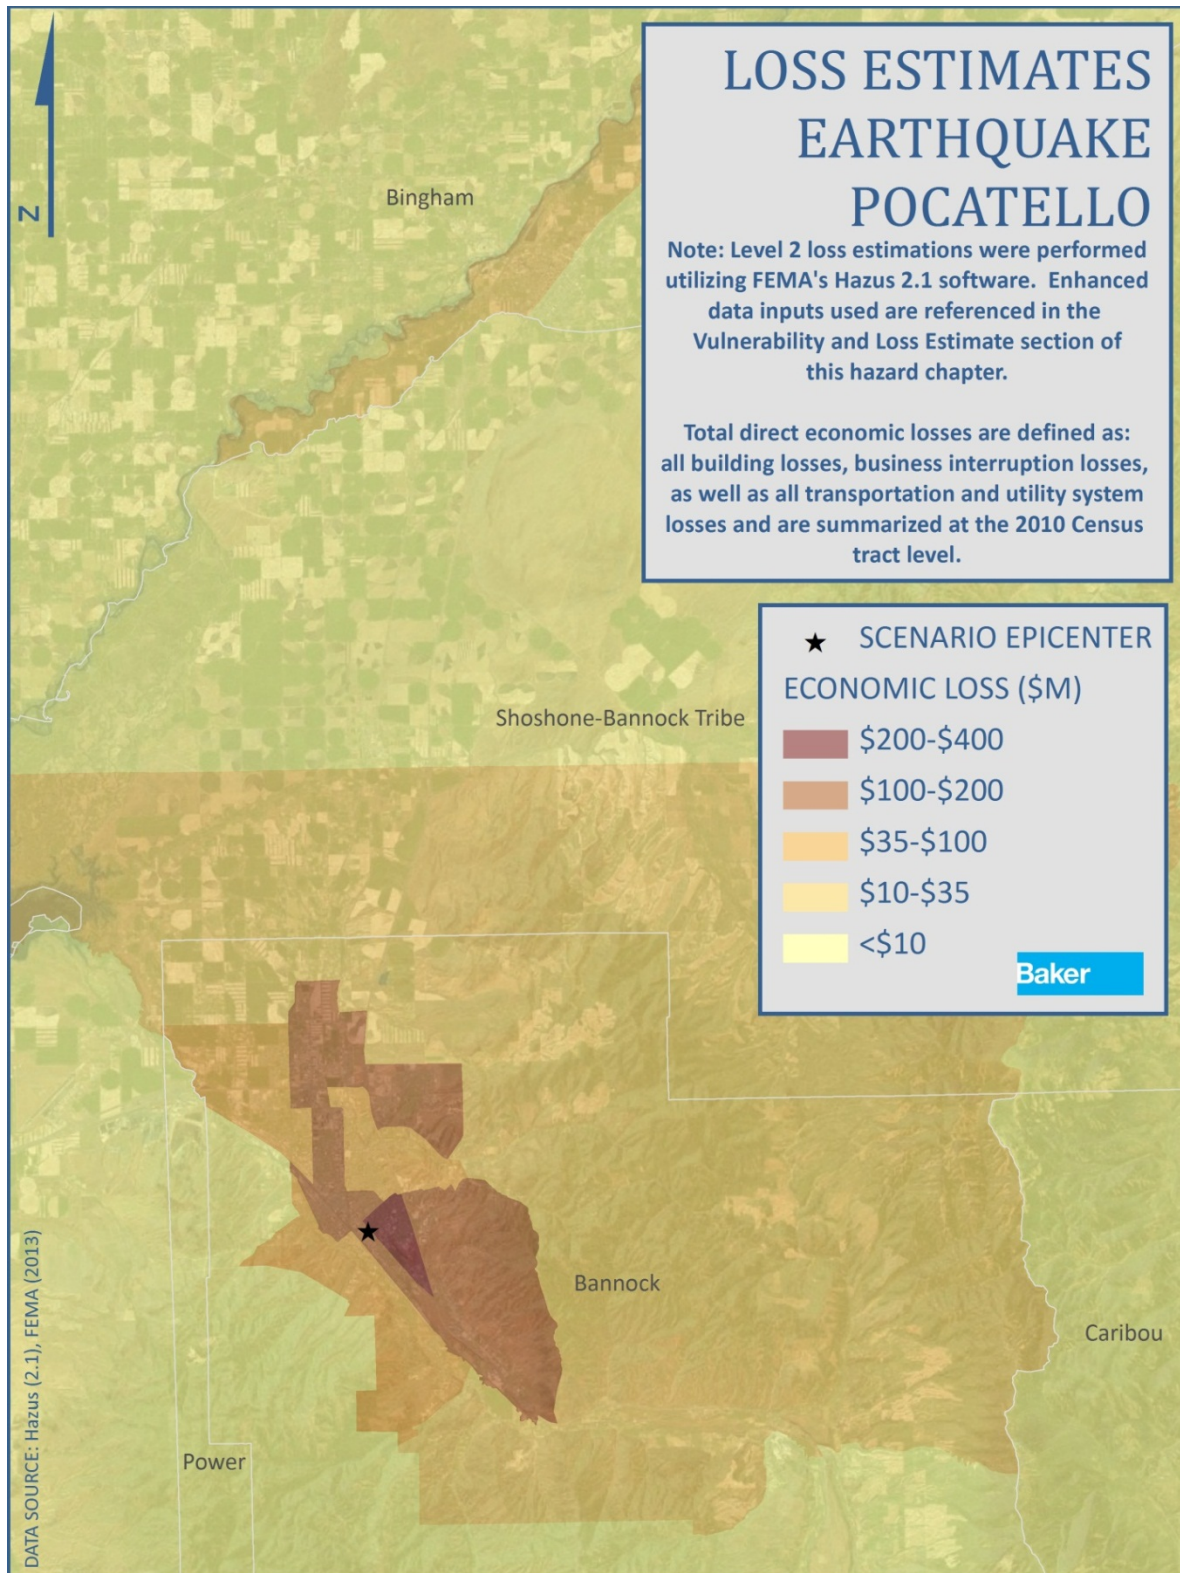 LOSS ESTIMATES
EARTHQUAKE
POCATELLO
Note: Level 2 loss estimations were performed
utilizing FEMA's Hazus 2.1 software. Enhanced
data inputs used are referenced in the
Vulnerability and Loss Estimate section of
this hazard chapter.
Total direct economic losses are defined as:
all building losses, business interruption losses,
as well as all transportation and utility system
losses and are summarized at the 2010 Census
tract level.
N
Bingham
SCENARIO EPICENTER
ECONOMIC LOSS ($M)
$200-$400
$100-$200
$35-$100
$10-$35
<$10
Baker
Shoshone-Bannock Tribe
Bannock
Caribou
Power
DATA SOURCE: Hazus (2.1), FEMA (2013)